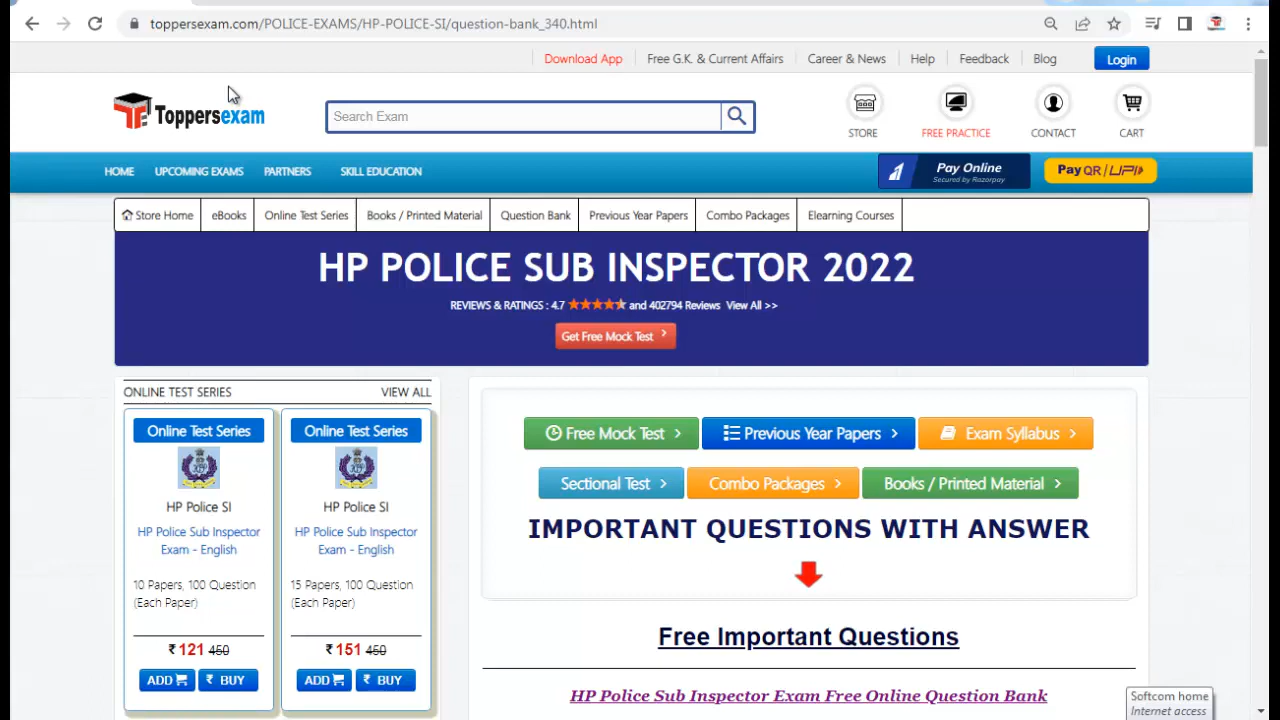 toppersexam.com/POLICE-EXAMS/HP-POLICE-SI/question-bank_340.html
Download App
Free G.K. & Current Affairs
Career & News
Help
Feedback
Blog
Login
Toppersexam
Search Exam
STORE
FREE PRACTICE
CONTACT
CART
HOME
UPCOMING EXAMS
PARTNERS
SKILL EDUCATION
Pay Online
Secured by Razorpay
Pay QR / UPI
Store Home
eBooks
Online Test Series
Books / Printed Material
Question Bank
Previous Year Papers
Combo Packages
Elearning Courses
HP POLICE SUB INSPECTOR 2022
REVIEWS & RATINGS : 4.7 and 402794 Reviews View All >>
Get Free Mock Test
ONLINE TEST SERIES
VIEW ALL
Online Test Series
HP Police SI
HP Police Sub Inspector
Exam - English
10 Papers, 100 Question
(Each Paper)
₹ 121 450
ADD
₹ BUY
Online Test Series
HP Police SI
HP Police Sub Inspector
Exam - English
15 Papers, 100 Question
(Each Paper)
₹ 151 450
ADD
₹ BUY
Free Mock Test
Previous Year Papers
Exam Syllabus
Sectional Test
Combo Packages
Books / Printed Material
IMPORTANT QUESTIONS WITH ANSWER
Free Important Questions
HP Police Sub Inspector Exam Free Online Question Bank
Softcom home
Internet access